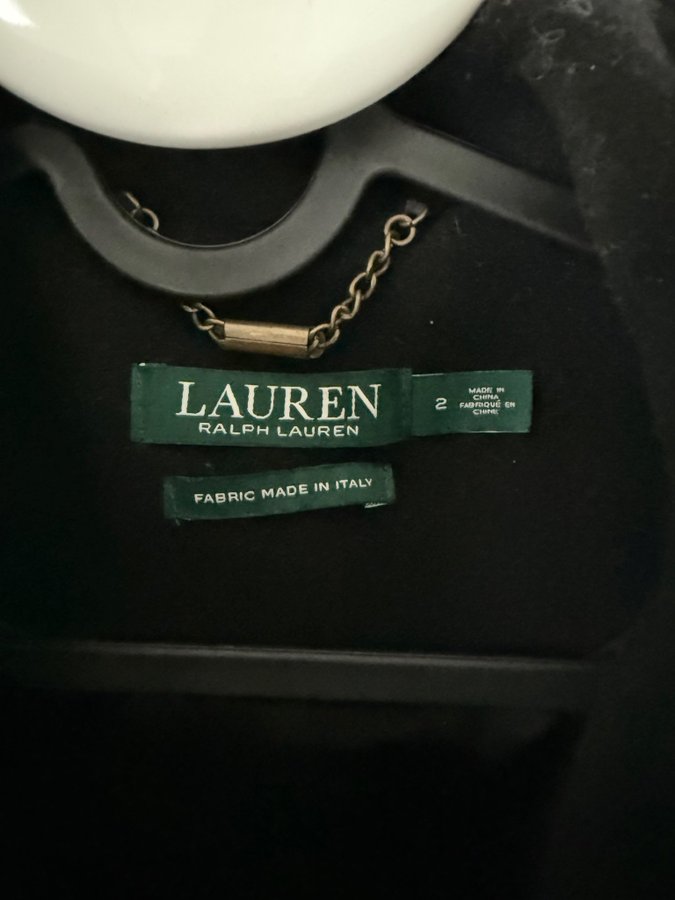 LAUREN
RALPH LAUREN
2
MADE IN
CHINA
FABRIQUÉ EN
CHINE
FABRIC MADE IN ITALY